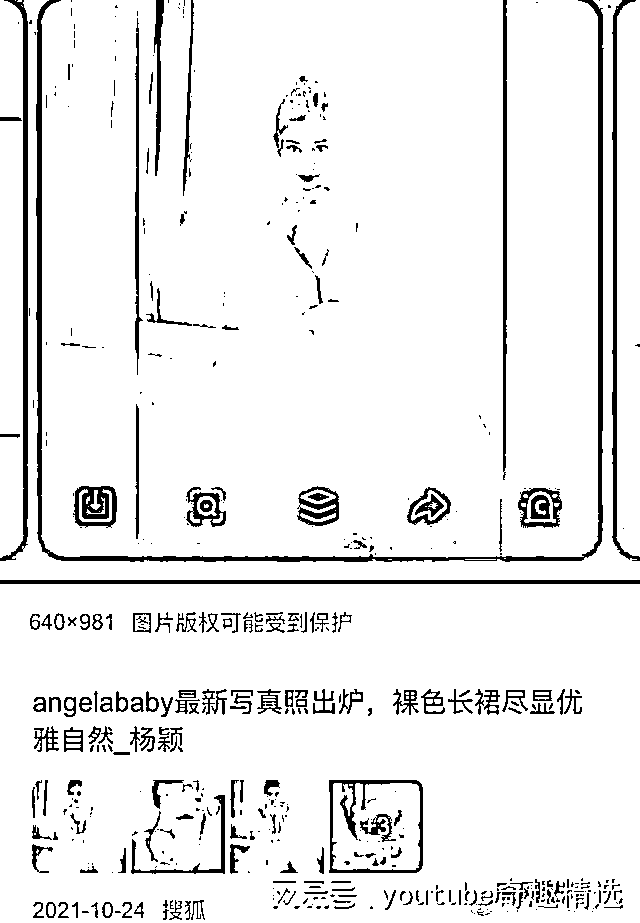 640×981 图片版权可能受到保护
angelababy最新写真照出炉，裸色长裙尽显优
雅自然_杨颖
+3
2021-10-24 搜狐
youtube奇趣精选